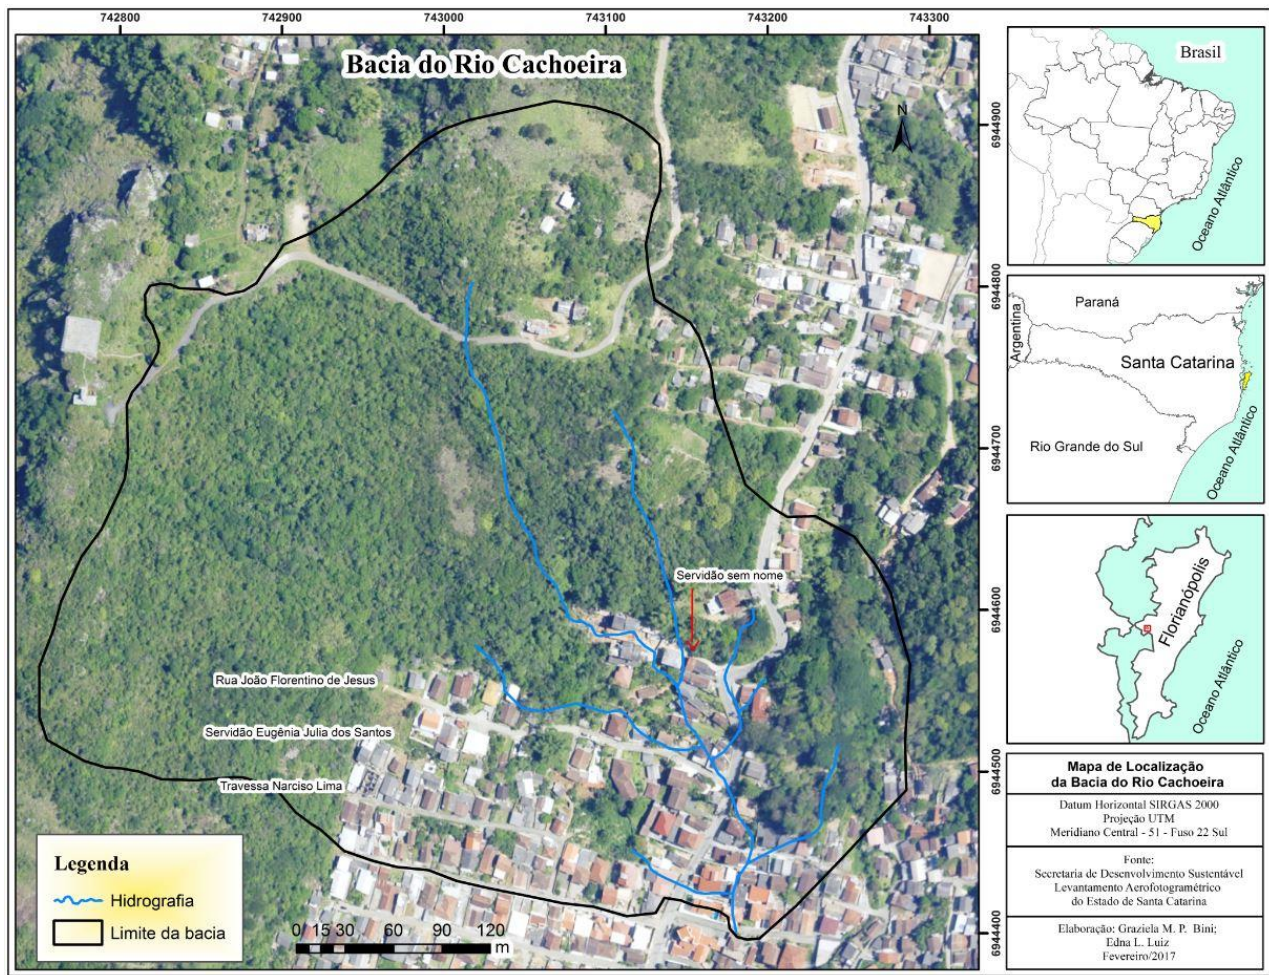 742800
742900
743000
743100
743200
743300
Bacia do Rio Cachoeira
N
6944900
6944800
6944700
6944600
6944500
6944400
Servidão sem nome
Rua João Florentino de Jesus
Servidão Eugênia Julia dos Santos
Travessa Narciso Lima
Legenda
Hidrografia
Limite da bacia
0 15 30 60 90 120
m
Brasil
Oceano Atlântico
Argentina
Paraná
Santa Catarina
Rio Grande do Sul
Oceano Atlântico
Florianópolis
Oceano Atlântico
Mapa de Localização
da Bacia do Rio Cachoeira
Datum Horizontal SIRGAS 2000
Projeção UTM
Meridiano Central - 51 - Fuso 22 Sul
Fonte:
Secretaria de Desenvolvimento Sustentável
Levantamento Aerofotogramétrico
do Estado de Santa Catarina
Elaboração: Graziela M. P. Bini;
Edna L. Luiz
Fevereiro/2017